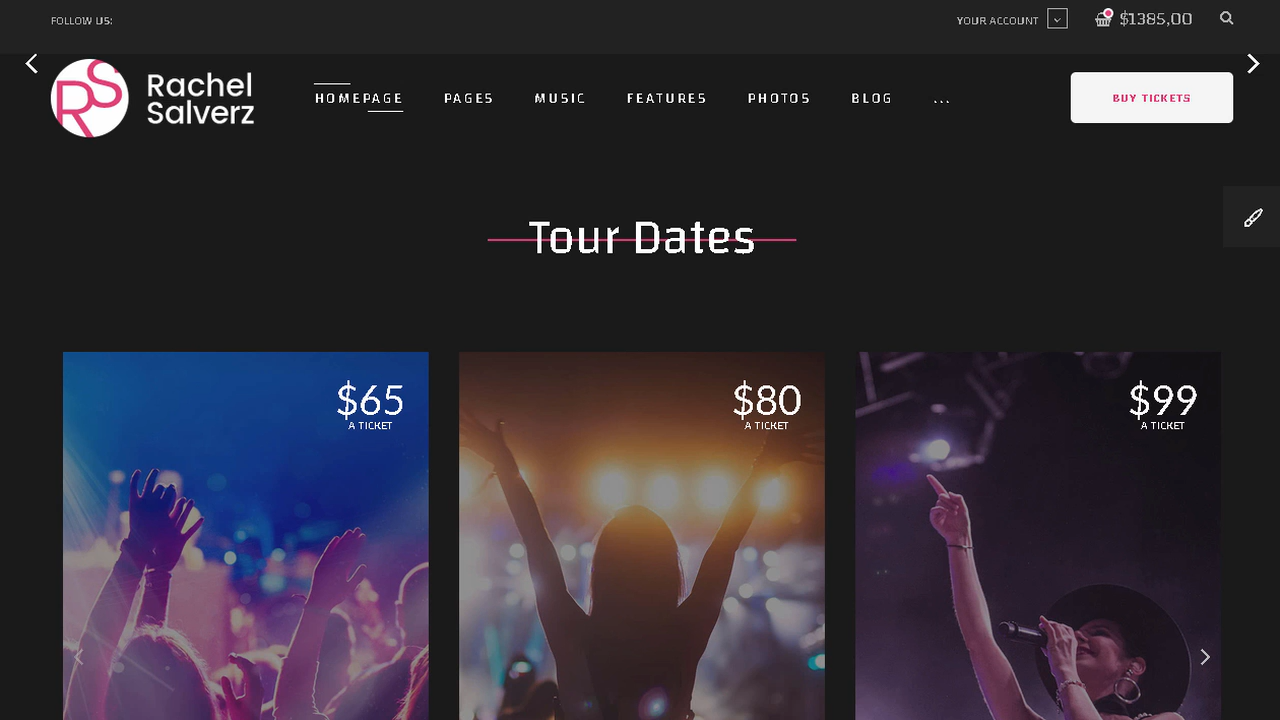 FOLLOW US:
YOUR ACCOUNT
$1385,00
RS
Rachel
Salverz
HOMEPAGE
PAGES
MUSIC
FEATURES
PHOTOS
BLOG
...
BUY TICKETS
Tour Dates
$65
A TICKET
$80
A TICKET
$99
A TICKET